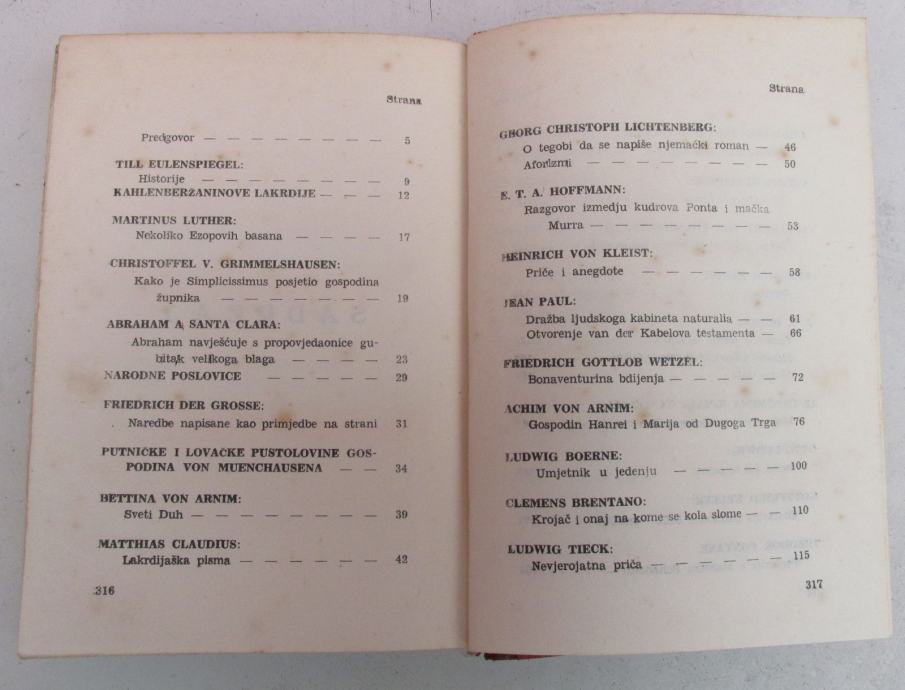 Strana
Predgovor — — — — — — — 5
TILL EULENSPIEGEL:
Historije — — — — — — — 9
KAHLENBERŽANINOVE LAKRDIJE — — — 12
MARTINUS LUTHER:
Nekoliko Ezopovih basana — — — — 17
CHRISTOFFEL V. GRIMMELSHAUSEN:
Kako je Simplicissimus posjetio gospodina
župnika — — — — — — — 19
ABRAHAM A SANTA CLARA:
Abraham navješćuje s propovjedaonice gu-
bitak velikoga blaga — — — — 23
NARODNE POSLOVICE — — — — — 29
FRIEDRICH DER GROSSE:
Naredbe napisane kao primjedbe na strani 31
PUTNIČKE I LOVAČKE PUSTOLOVINE GOS-
PODINA VON MUENCHAUSENA — — 34
BETTINA VON ARNIM:
Sveti Duh — — — — — — — — 39
MATTHIAS CLAUDIUS:
Lakrdijaška pisma — — — — — — 42
316
Strana
GEORG CHRISTOPH LICHTENBERG:
O tegobi da se napiše njemački roman — 46
Aforizmi — — — — — — — 50
E. T. A. HOFFMANN:
Razgovor izmedju kudrova Ponta i mačka
Murra — — — — — — — 53
HEINRICH VON KLEIST:
Priče i anegdote — — — — — — 58
JEAN PAUL:
Dražba ljudskoga kabineta naturalia — — 61
Otvorenje van der Kabelova testamenta — 66
FRIEDRICH GOTTLOB WETZEL:
Bonaventurina bdijenja — — — — 72
ACHIM VON ARNIM:
Gospodin Hanrei i Marija od Dugoga Trga 76
LUDWIG BOERNE:
Umjetnik u jedenju — — — — — 100
CLEMENS BRENTANO:
Krojač i onaj na kome se kola slome — — 110
LUDWIG TIECK:
Nevjerojatna priča — — — — — — 115
317